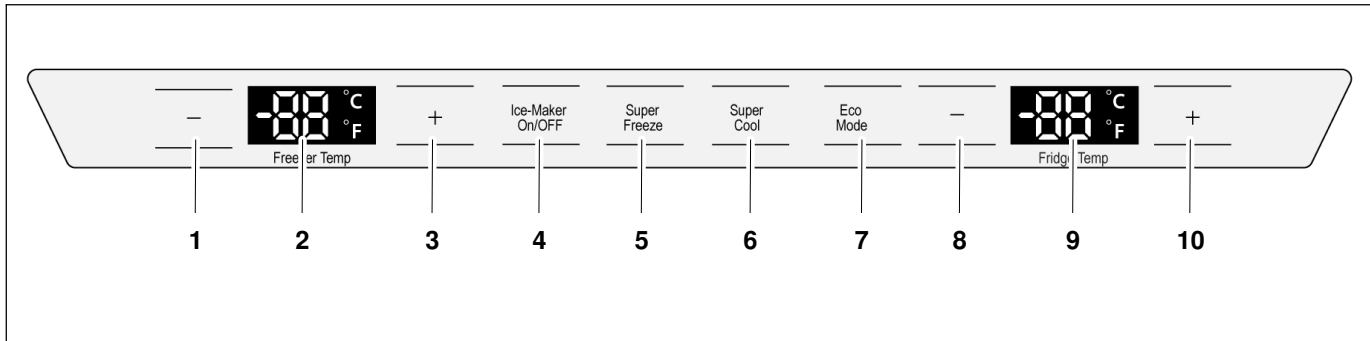 − -88 °C °F + Ice-Maker On/OFF Super Freeze Super Cool Eco Mode − -88 °C °F +
Freezer Temp Fridge Temp
1 2 3 4 5 6 7 8 9 10